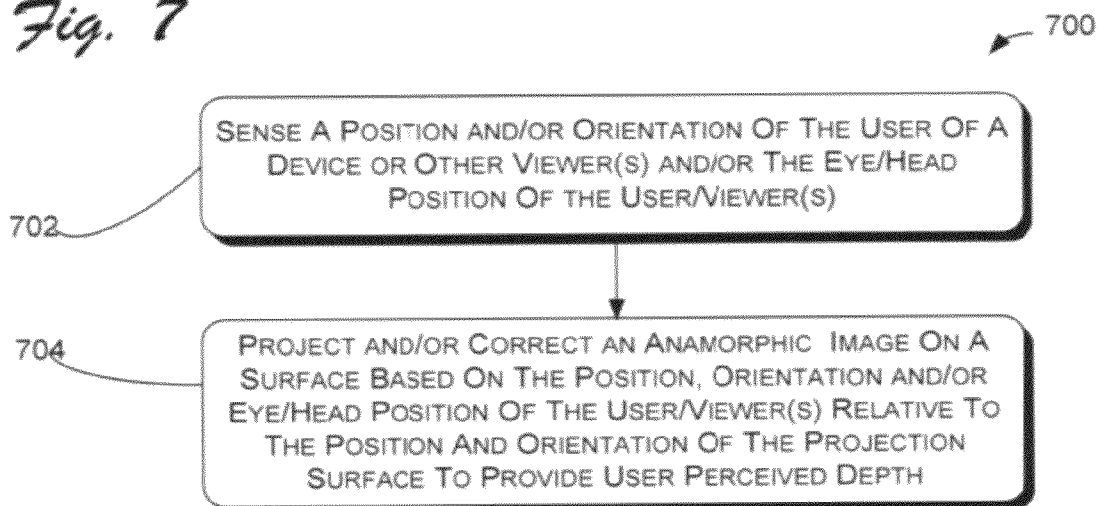 Fig. 7
700
SENSE A POSITION AND/OR ORIENTATION OF THE USER OF A
DEVICE OR OTHER VIEWER(S) AND/OR THE EYE/HEAD
POSITION OF THE USER/VIEWER(S)
702
704
PROJECT AND/OR CORRECT AN ANAMORPHIC IMAGE ON A
SURFACE BASED ON THE POSITION, ORIENTATION AND/OR
EYE/HEAD POSITION OF THE USER/VIEWER(S) RELATIVE TO
THE POSITION AND ORIENTATION OF THE PROJECTION
SURFACE TO PROVIDE USER PERCEIVED DEPTH